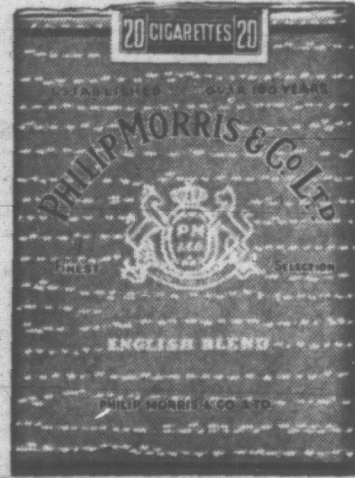 20 CIGARETTES 20
ESTABLISHED OVER 100 YEARS
PHILIP MORRIS & CO. LTD.
PM
FINEST SELECTION
ENGLISH BLEND
PHILIP MORRIS & CO. LTD.